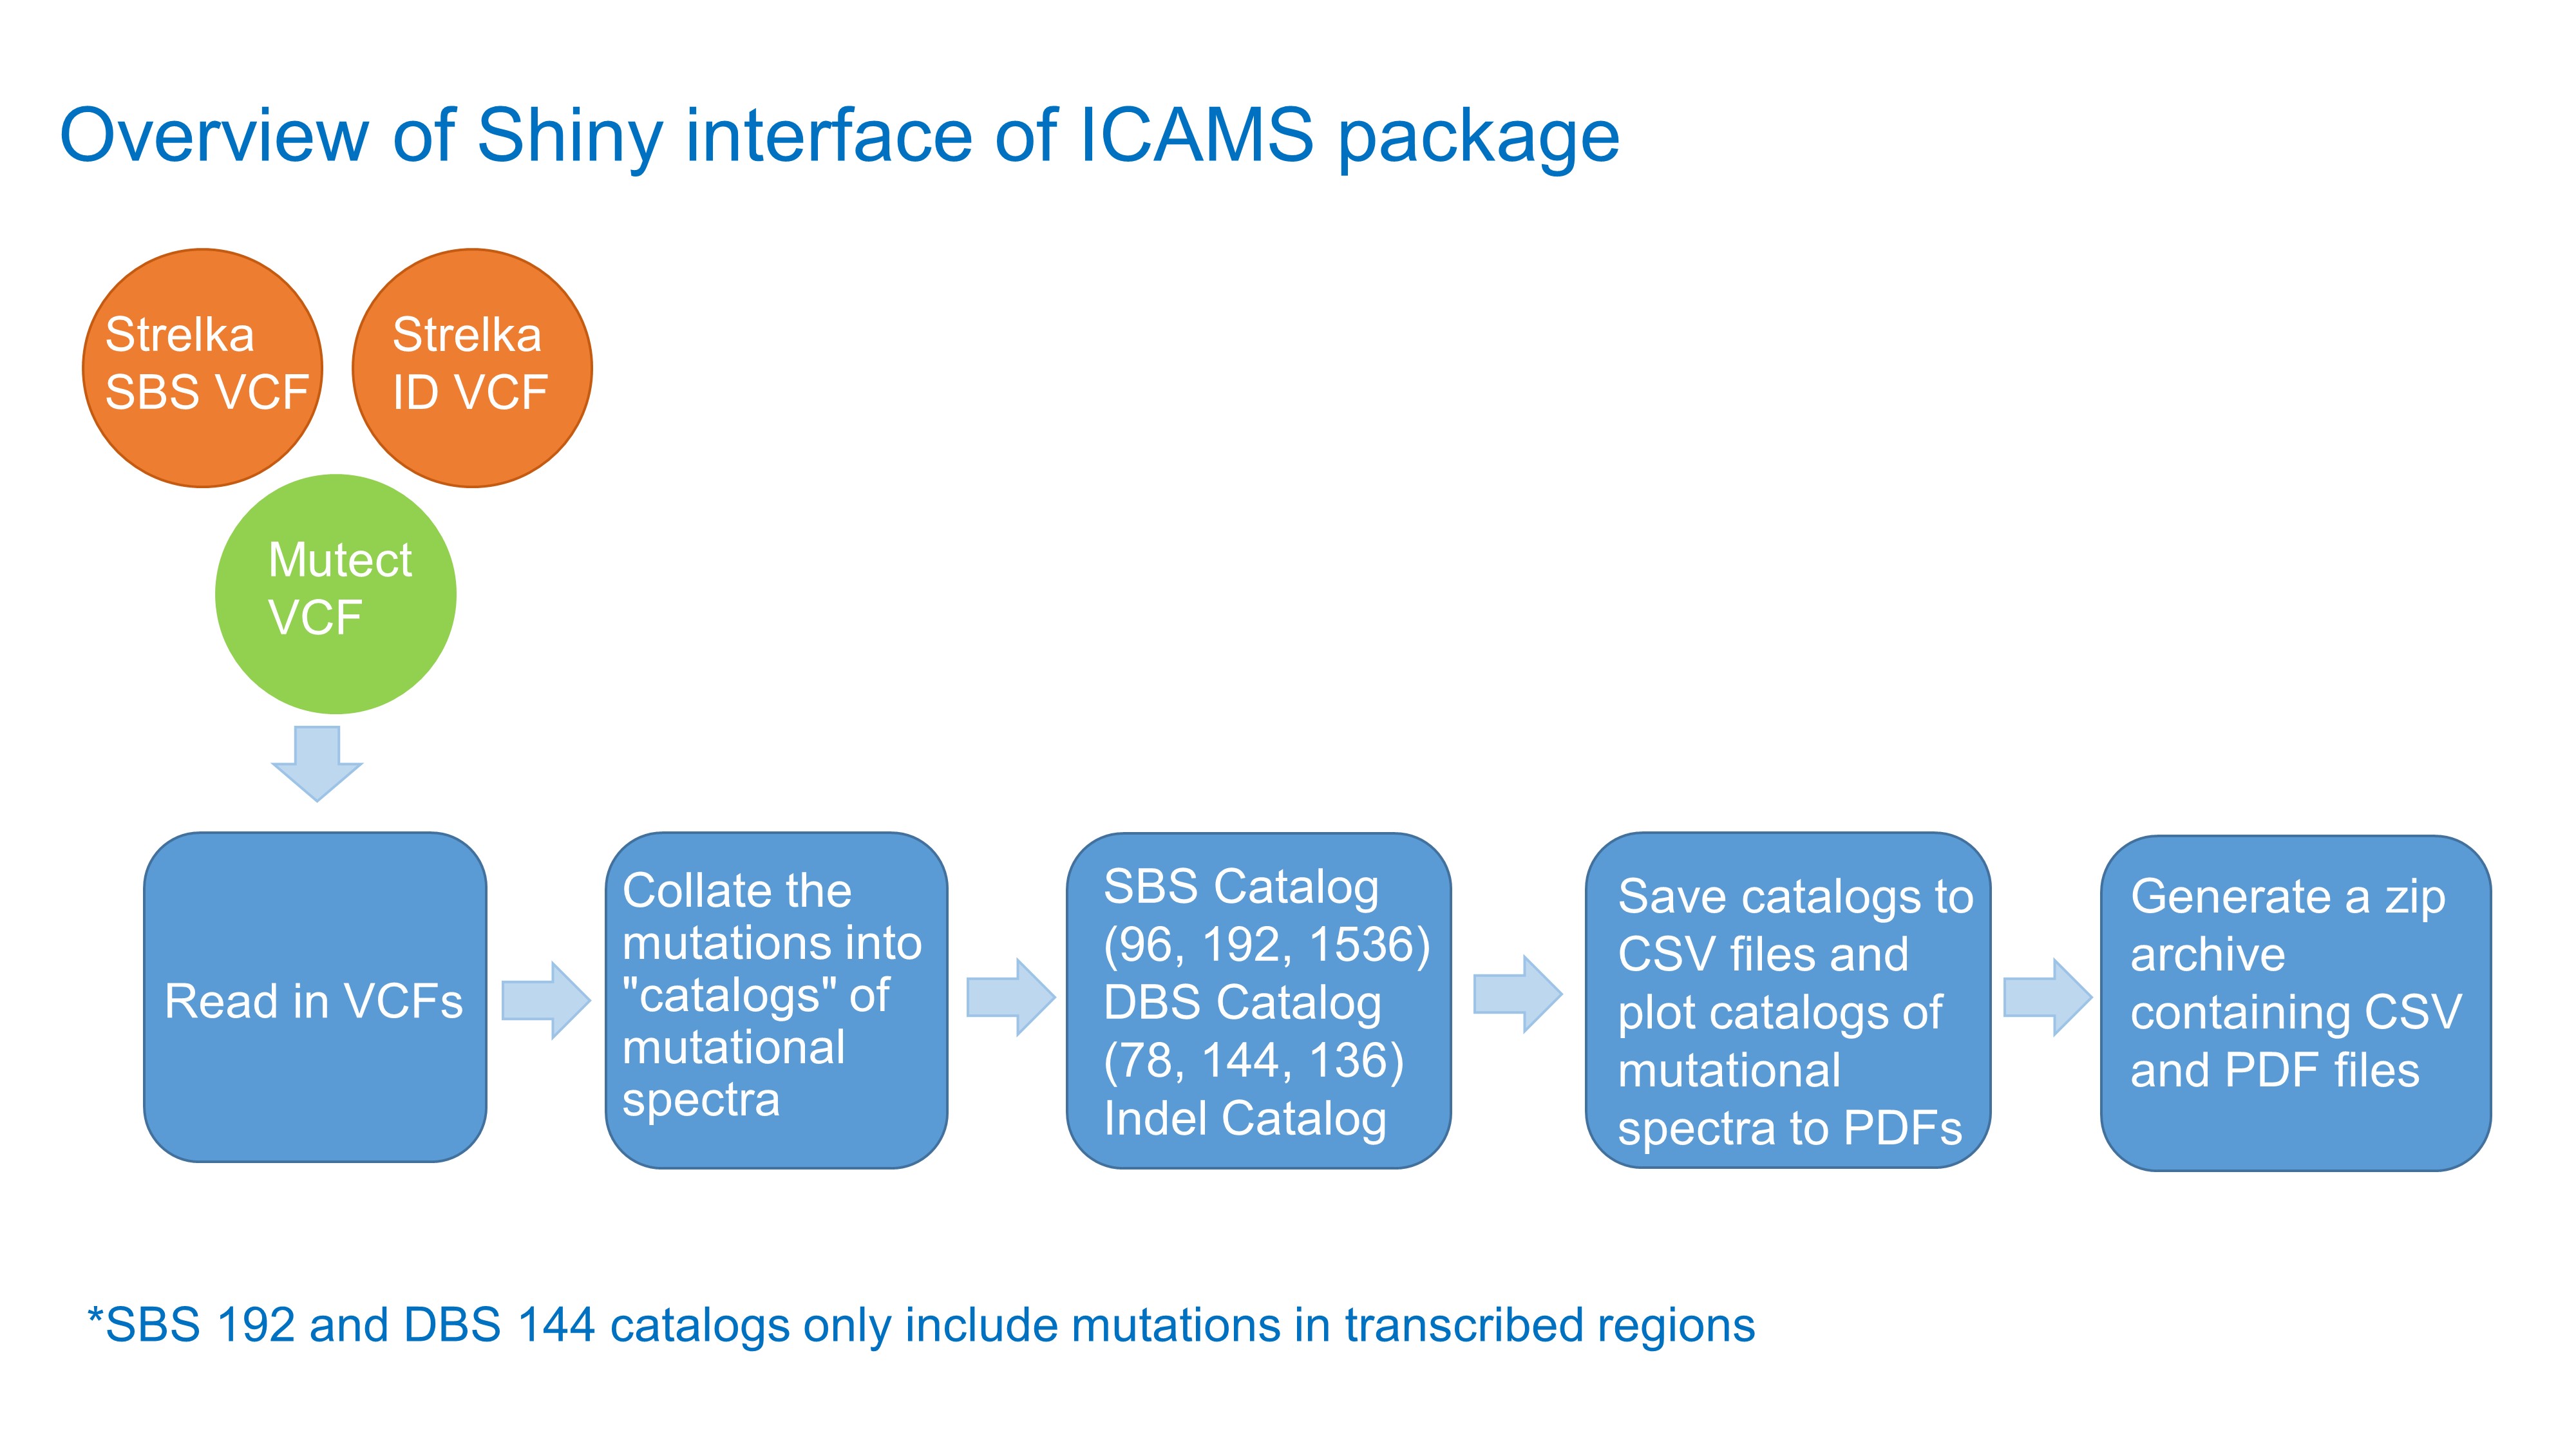 Overview of Shiny interface of ICAMS package
Strelka
SBS VCF
Strelka
ID VCF
Mutect
VCF
Read in VCFs
Collate the
mutations into
"catalogs" of
mutational
spectra
SBS Catalog
(96, 192, 1536)
DBS Catalog
(78, 144, 136)
Indel Catalog
Save catalogs to
CSV files and
plot catalogs of
mutational
spectra to PDFs
Generate a zip
archive
containing CSV
and PDF files
*SBS 192 and DBS 144 catalogs only include mutations in transcribed regions